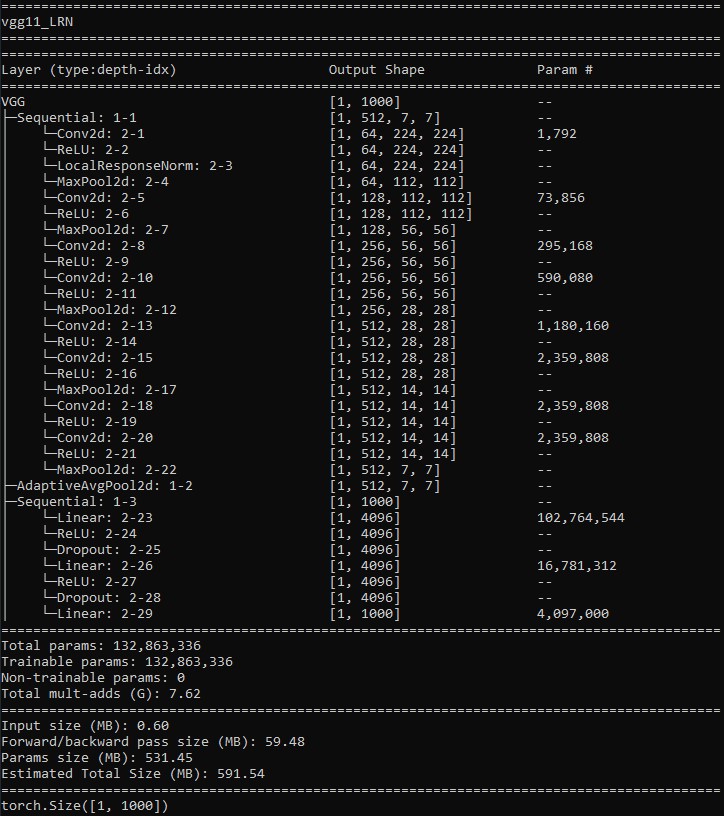 ==========================================================================================
vgg11_LRN
==========================================================================================
==========================================================================================
Layer (type:depth-idx)                   Output Shape              Param #
==========================================================================================
VGG                                      [1, 1000]                 --
├─Sequential: 1-1                        [1, 512, 7, 7]            --
│    └─Conv2d: 2-1                       [1, 64, 224, 224]         1,792
│    └─ReLU: 2-2                         [1, 64, 224, 224]         --
│    └─LocalResponseNorm: 2-3            [1, 64, 224, 224]         --
│    └─MaxPool2d: 2-4                    [1, 64, 112, 112]         --
│    └─Conv2d: 2-5                       [1, 128, 112, 112]        73,856
│    └─ReLU: 2-6                         [1, 128, 112, 112]        --
│    └─MaxPool2d: 2-7                    [1, 128, 56, 56]          --
│    └─Conv2d: 2-8                       [1, 256, 56, 56]          295,168
│    └─ReLU: 2-9                         [1, 256, 56, 56]          --
│    └─Conv2d: 2-10                      [1, 256, 56, 56]          590,080
│    └─ReLU: 2-11                        [1, 256, 56, 56]          --
│    └─MaxPool2d: 2-12                   [1, 256, 28, 28]          --
│    └─Conv2d: 2-13                      [1, 512, 28, 28]          1,180,160
│    └─ReLU: 2-14                        [1, 512, 28, 28]          --
│    └─Conv2d: 2-15                      [1, 512, 28, 28]          2,359,808
│    └─ReLU: 2-16                        [1, 512, 28, 28]          --
│    └─MaxPool2d: 2-17                   [1, 512, 14, 14]          --
│    └─Conv2d: 2-18                      [1, 512, 14, 14]          2,359,808
│    └─ReLU: 2-19                        [1, 512, 14, 14]          --
│    └─Conv2d: 2-20                      [1, 512, 14, 14]          2,359,808
│    └─ReLU: 2-21                        [1, 512, 14, 14]          --
│    └─MaxPool2d: 2-22                   [1, 512, 7, 7]            --
├─AdaptiveAvgPool2d: 1-2                 [1, 512, 7, 7]            --
├─Sequential: 1-3                        [1, 1000]                 --
│    └─Linear: 2-23                      [1, 4096]                 102,764,544
│    └─ReLU: 2-24                        [1, 4096]                 --
│    └─Dropout: 2-25                     [1, 4096]                 --
│    └─Linear: 2-26                      [1, 4096]                 16,781,312
│    └─ReLU: 2-27                        [1, 4096]                 --
│    └─Dropout: 2-28                     [1, 4096]                 --
│    └─Linear: 2-29                      [1, 1000]                 4,097,000
==========================================================================================
Total params: 132,863,336
Trainable params: 132,863,336
Non-trainable params: 0
Total mult-adds (G): 7.62
==========================================================================================
Input size (MB): 0.60
Forward/backward pass size (MB): 59.48
Params size (MB): 531.45
Estimated Total Size (MB): 591.54
==========================================================================================
torch.Size([1, 1000])